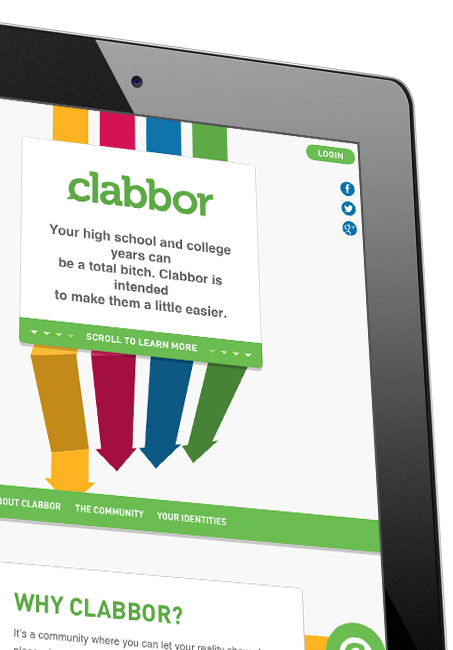 LOGIN
clabbor
Your high school and college
years can
be a total bitch. Clabbor is
intended
to make them a little easier.
SCROLL TO LEARN MORE
BOUT CLABBOR THE COMMUNITY YOUR IDENTITIES
WHY CLABBOR?
It's a community where you can let your reality